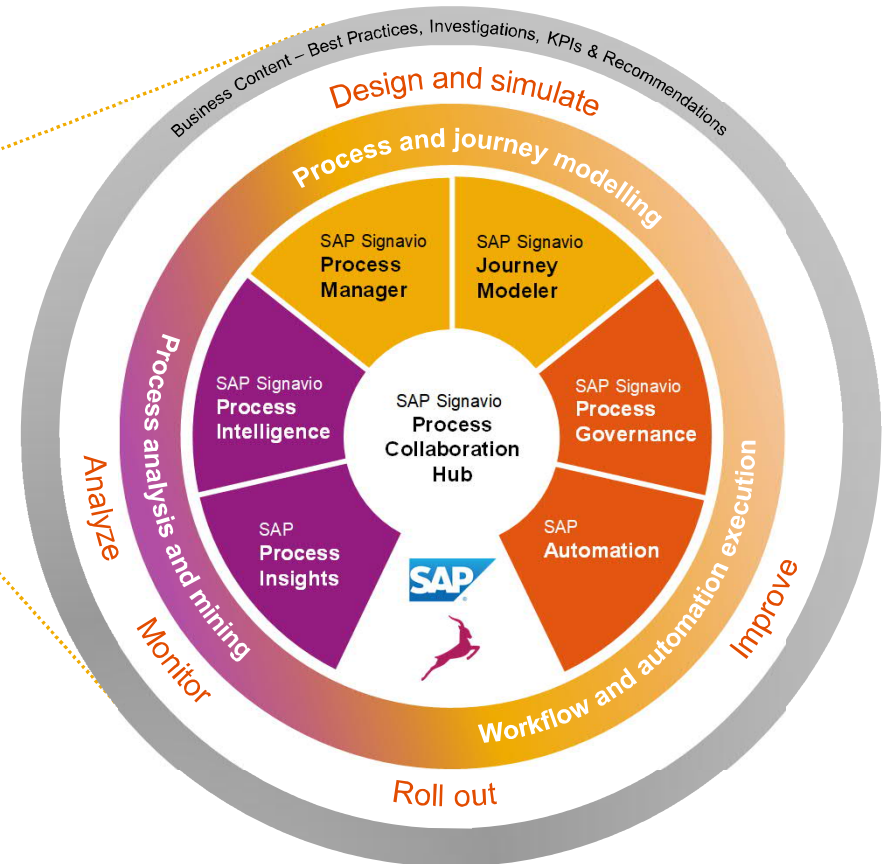 Business Content – Best Practices, Investigations, KPIs & Recommendations
Design and simulate
Process and journey modelling
SAP Signavio
Process
Manager
SAP Signavio
Journey
Modeler
SAP Signavio
Process
Intelligence
SAP Signavio
Process
Collaboration
Hub
SAP Signavio
Process
Governance
SAP
Process
Insights
SAP
Automation
SAP
®
Process analysis and mining
Workflow and automation execution
Analyze
Monitor
Improve
Roll out